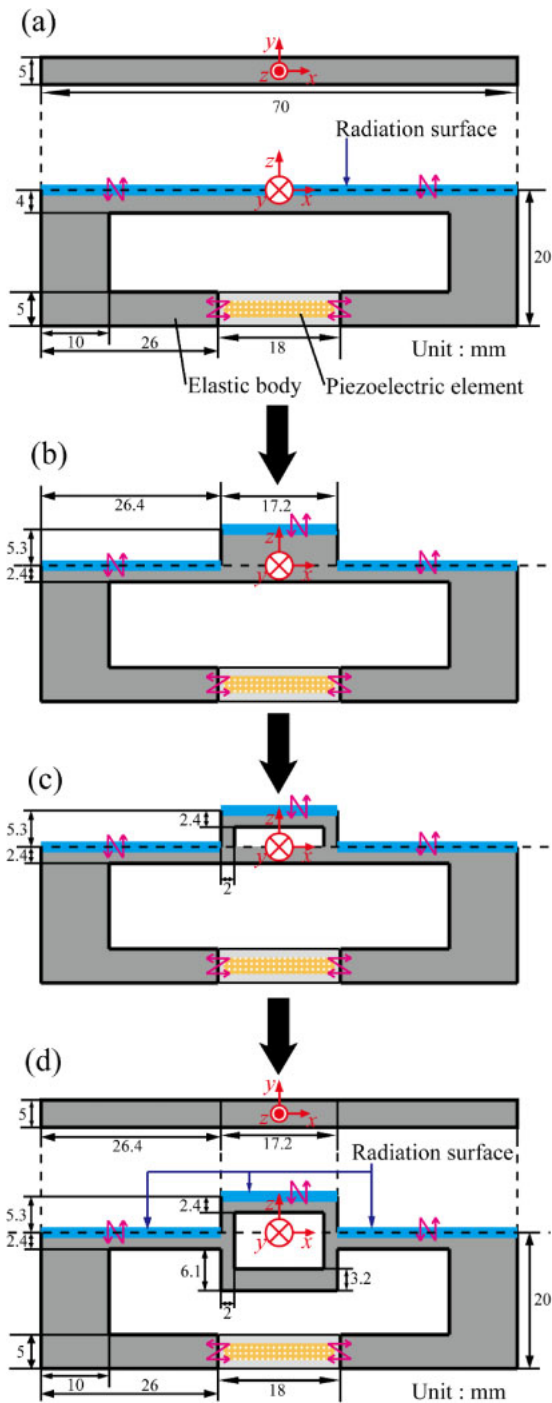 (a)
y
5
z
x
70
Radiation surface
z
4
y
x
20
5
10
26
18
Unit : mm
Elastic body
Piezoelectric element
(b)
26.4
17.2
5.3
z
2.4
y
x
(c)
5.3
2.4
z
2.4
y
x
2
(d)
y
5
z
x
26.4
17.2
Radiation surface
5.3
2.4
z
2.4
y
x
6.1
3.2
2
20
5
10
26
18
Unit : mm